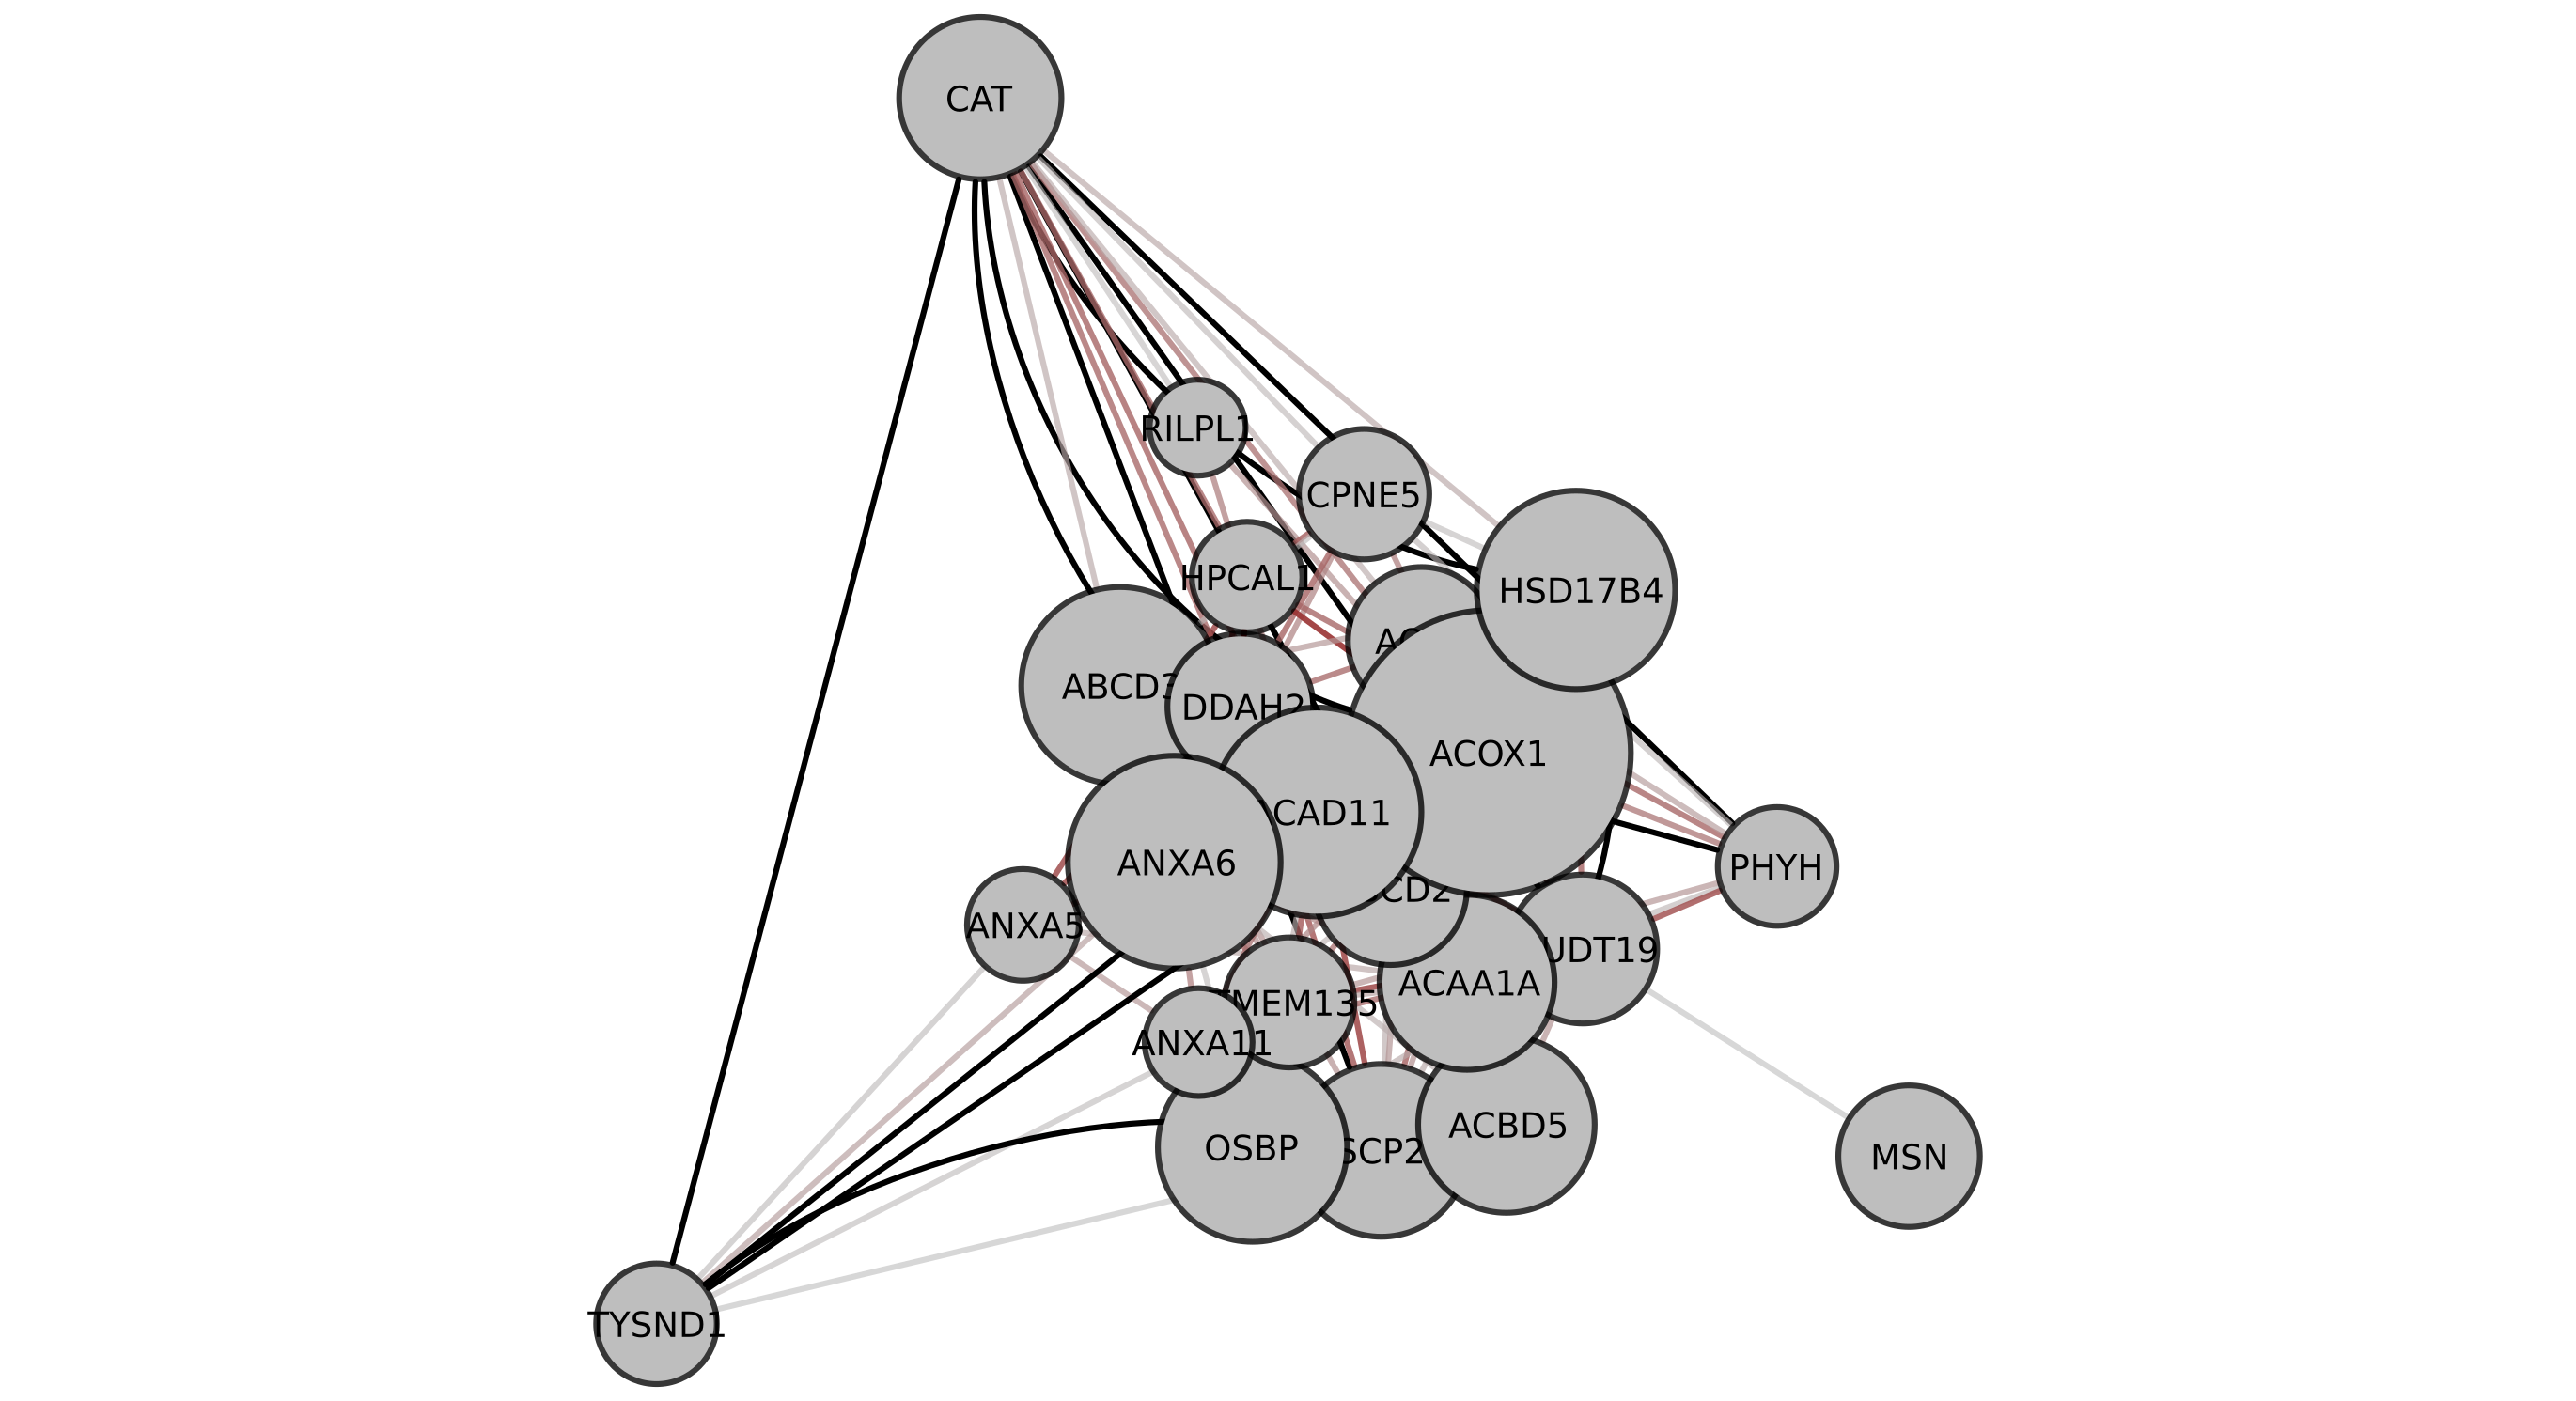 CAT
RILPL1
CPNE5
HPCAL1
HSD17B4
AC
ABCD3
DDAH2
ACOX1
CAD11
ANXA6
PHYH
CD2
ANXA5
UDT19
ACAA1A
TMEM135
ANXA11
ACBD5
OSBP
SCP2
MSN
TYSND1